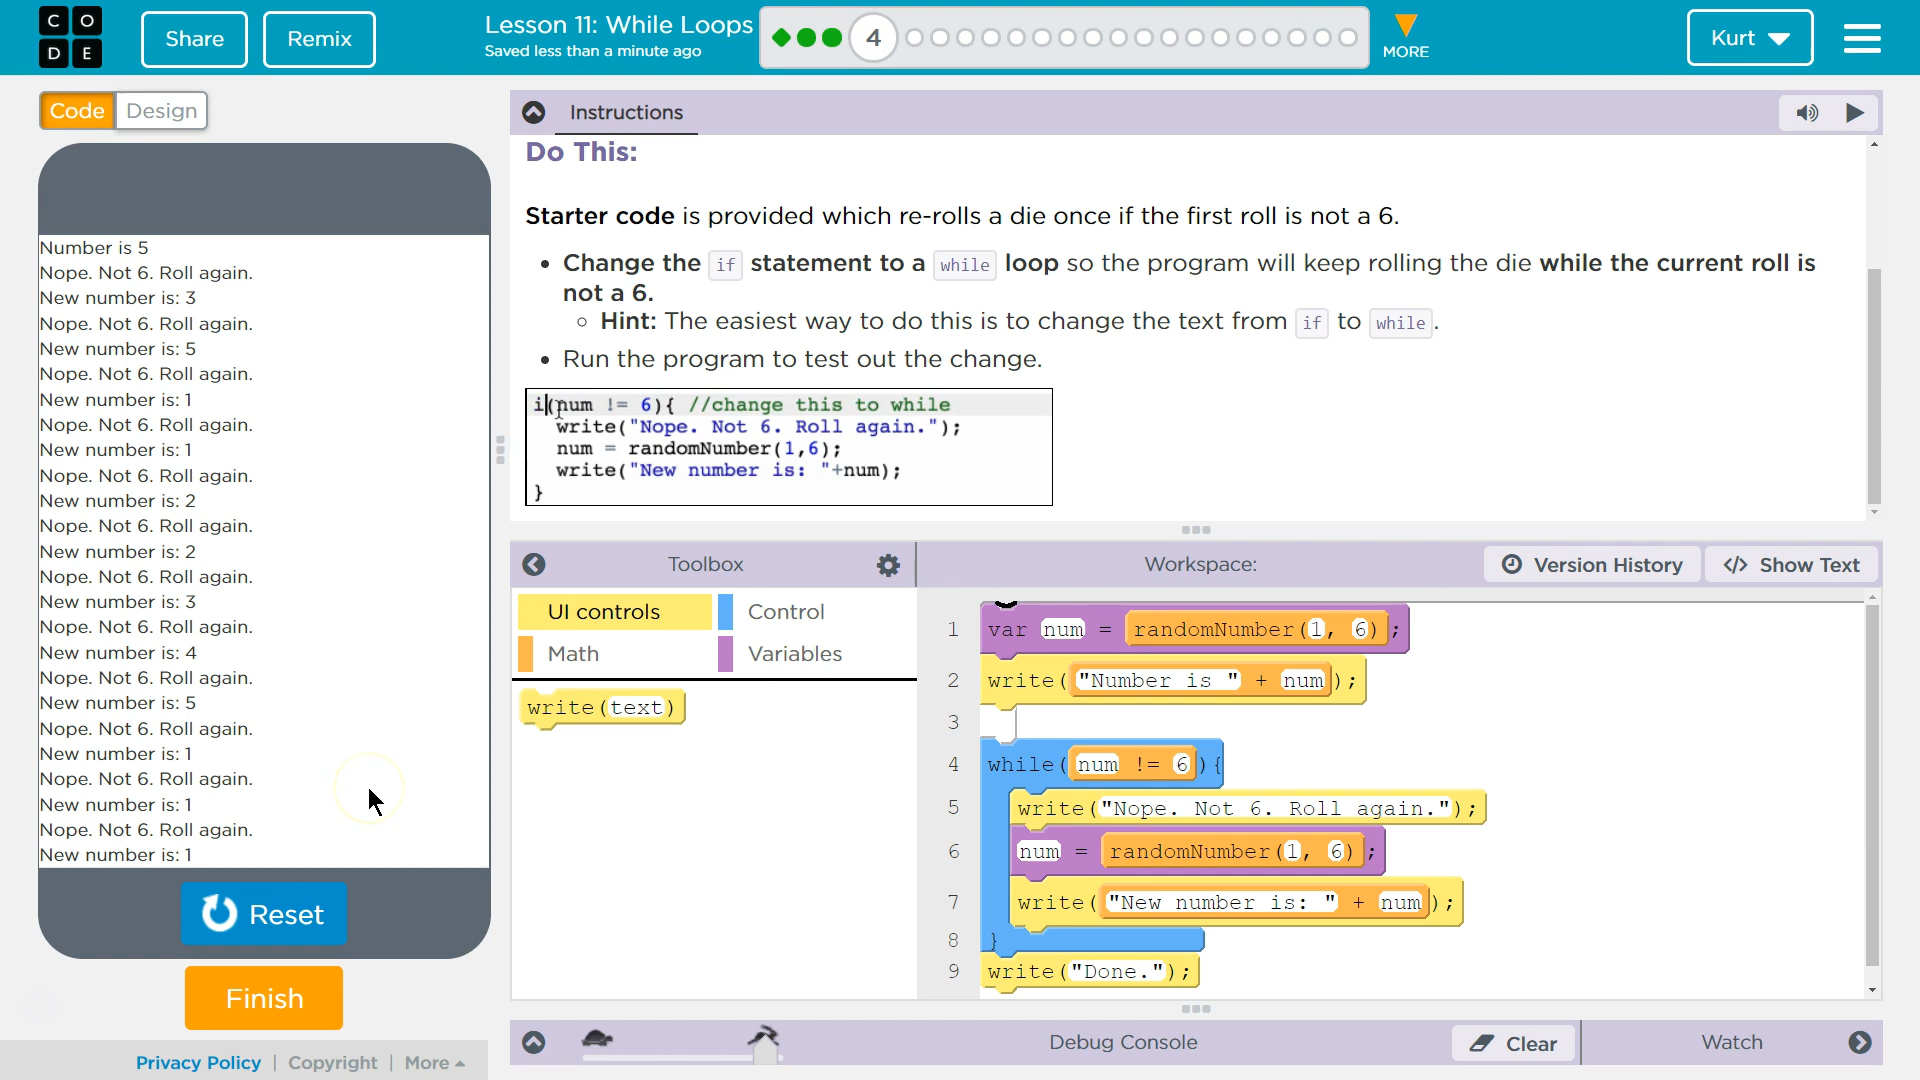 C O
D E
Share
Remix
Lesson 11: While Loops
Saved less than a minute ago
4
MORE
Kurt
Code
Design
Number is 5
Nope. Not 6. Roll again.
New number is: 3
Nope. Not 6. Roll again.
New number is: 5
Nope. Not 6. Roll again.
New number is: 1
Nope. Not 6. Roll again.
New number is: 1
Nope. Not 6. Roll again.
New number is: 2
Nope. Not 6. Roll again.
New number is: 2
Nope. Not 6. Roll again.
New number is: 3
Nope. Not 6. Roll again.
New number is: 4
Nope. Not 6. Roll again.
New number is: 5
Nope. Not 6. Roll again.
New number is: 1
Nope. Not 6. Roll again.
New number is: 1
Nope. Not 6. Roll again.
New number is: 1
Reset
Finish
Privacy Policy | Copyright | More
Instructions
Do This:
Starter code is provided which re-rolls a die once if the first roll is not a 6.
Change the if statement to a while loop so the program will keep rolling the die while the current roll is
not a 6.
Hint: The easiest way to do this is to change the text from if to while.
Run the program to test out the change.
i(num != 6){ //change this to while
write("Nope. Not 6. Roll again.");
num = randomNumber(1,6);
write("New number is: "+num);
}
Toolbox
UI controls
Control
Math
Variables
write(text)
Workspace:
Version History
</> Show Text
1 var num = randomNumber(1, 6);
2 write("Number is " + num);
3
4 while(num != 6){
5 write("Nope. Not 6. Roll again.");
6 num = randomNumber(1, 6);
7 write("New number is: " + num);
8 }
9 write("Done.");
Debug Console
Clear
Watch